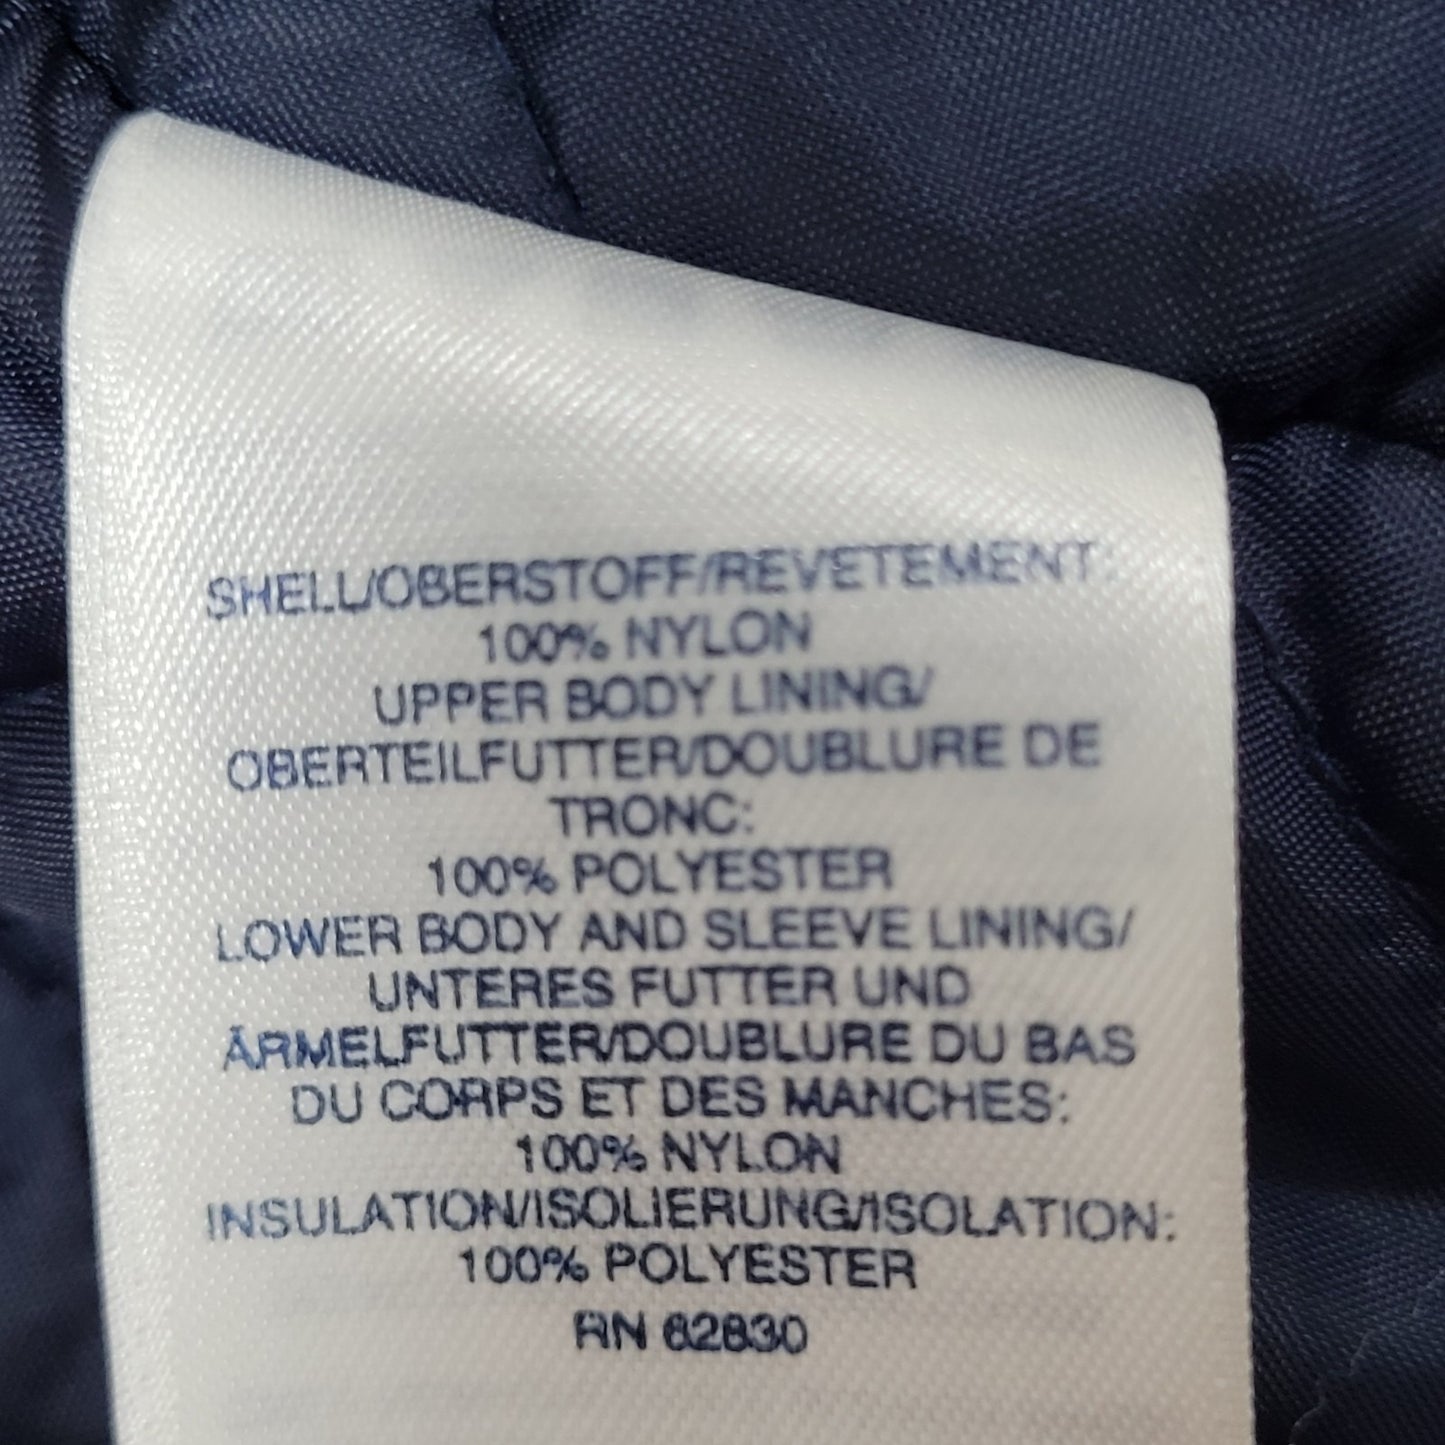 SHELL/OBERSTOFF/REVETEMENT:
100% NYLON
UPPER BODY LINING/
OBERTEILFUTTER/DOUBLURE DE
TRONC:
100% POLYESTER
LOWER BODY AND SLEEVE LINING/
UNTERES FUTTER UND
ÄRMELFUTTER/DOUBLURE DU BAS
DU CORPS ET DES MANCHES:
100% NYLON
INSULATION/ISOLIERUNG/ISOLATION:
100% POLYESTER
RN 62830